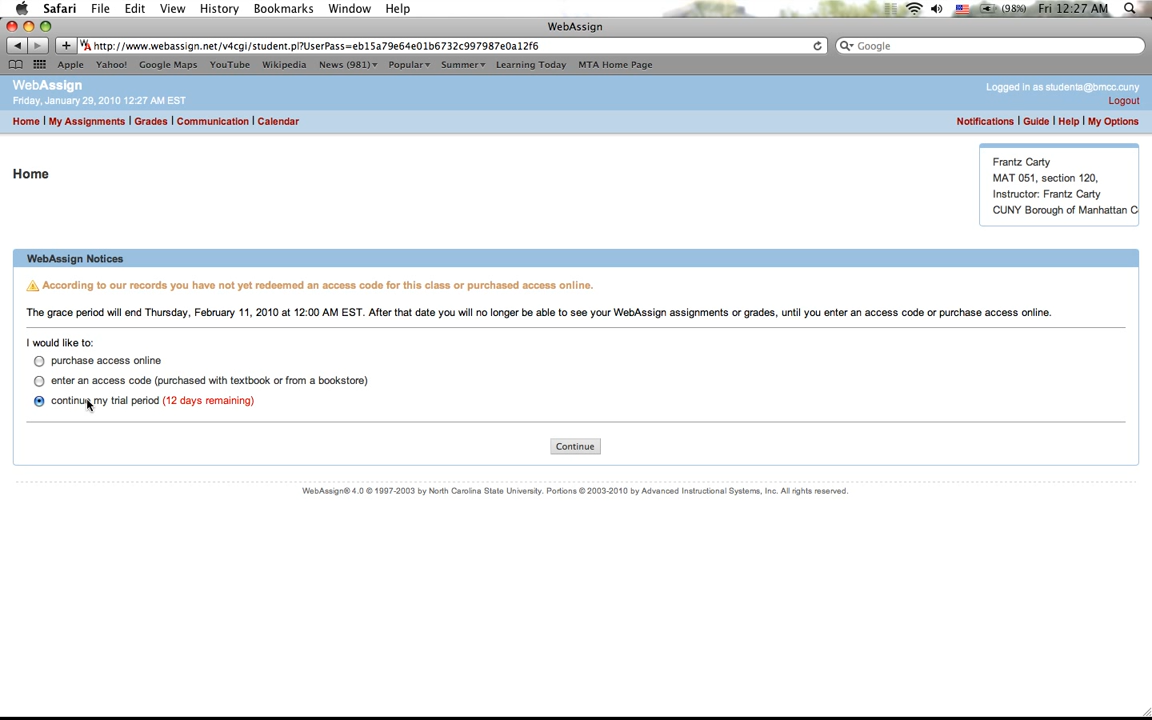 Safari File Edit View History Bookmarks Window Help (98%) Fri 12:27 AM
WebAssign
http://www.webassign.net/v4cgi/student.pl?UserPass=eb15a79e64e01b6732c997987e0a12f6 Google
Apple Yahoo! Google Maps YouTube Wikipedia News (981) Popular Summer Learning Today MTA Home Page
WebAssign Logged in as studenta@bmcc.cuny
Friday, January 29, 2010 12:27 AM EST Logout
Home | My Assignments | Grades | Communication | Calendar Notifications | Guide | Help | My Options
Home
Frantz Carty
MAT 051, section 120,
Instructor: Frantz Carty
CUNY Borough of Manhattan C
WebAssign Notices
According to our records you have not yet redeemed an access code for this class or purchased access online.
The grace period will end Thursday, February 11, 2010 at 12:00 AM EST. After that date you will no longer be able to see your WebAssign assignments or grades, until you enter an access code or purchase access online.
I would like to:
purchase access online
enter an access code (purchased with textbook or from a bookstore)
continue my trial period (12 days remaining)
Continue
WebAssign® 4.0 © 1997-2003 by North Carolina State University. Portions © 2003-2010 by Advanced Instructional Systems, Inc. All rights reserved.